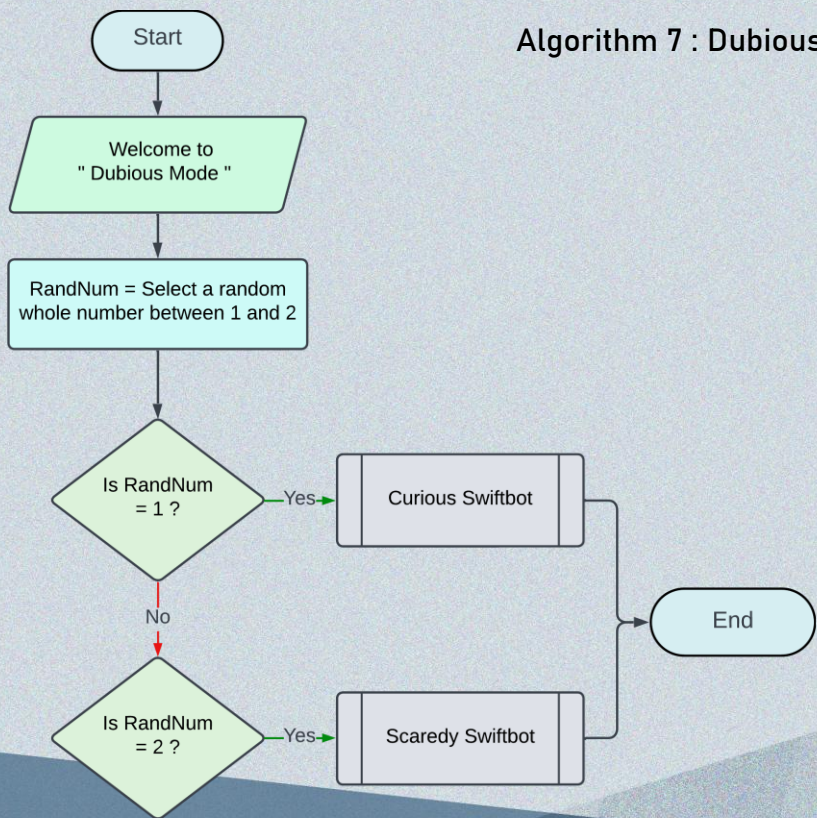 Algorithm 7 : Dubious
Start
Welcome to
" Dubious Mode "
RandNum = Select a random
whole number between 1 and 2
Is RandNum
= 1 ?
Yes
Curious Swiftbot
No
End
Is RandNum
= 2 ?
Yes
Scaredy Swiftbot